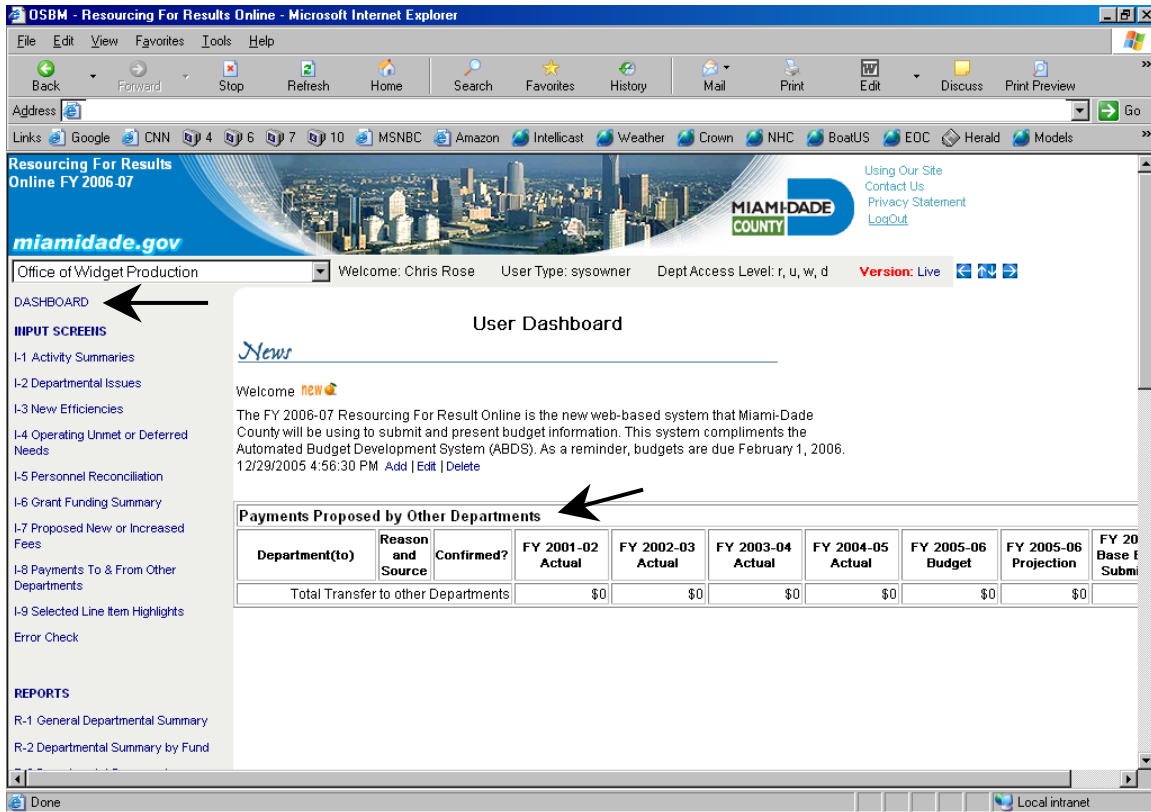 OSBM - Resourcing For Results Online - Microsoft Internet Explorer
File Edit View Favorites Tools Help
Back Forward Stop Refresh Home Search Favorites History Mail Print Edit Discuss Print Preview »
Address Go
Links Google CNN 4 6 7 10 MSNBC Amazon Intellicast Weather Crown NHC BoatUS EOC Herald Models »
Resourcing For Results
Online FY 2006-07
miamidade.gov
MIAMI-DADE
COUNTY
Using Our Site
Contact Us
Privacy Statement
LogOut
Office of Widget Production Welcome: Chris Rose User Type: sysowner Dept Access Level: r, u, w, d Version: Live
DASHBOARD
INPUT SCREENS
I-1 Activity Summaries
I-2 Departmental Issues
I-3 New Efficiencies
I-4 Operating Unmet or Deferred
Needs
I-5 Personnel Reconciliation
I-6 Grant Funding Summary
I-7 Proposed New or Increased
Fees
I-8 Payments To & From Other
Departments
I-9 Selected Line Item Highlights
Error Check
REPORTS
R-1 General Departmental Summary
R-2 Departmental Summary by Fund
User Dashboard
News
Welcome new
The FY 2006-07 Resourcing For Result Online is the new web-based system that Miami-Dade
County will be using to submit and present budget information. This system compliments the
Automated Budget Development System (ABDS). As a reminder, budgets are due February 1, 2006.
12/29/2005 4:56:30 PM Add | Edit | Delete
Payments Proposed by Other Departments
Department(to) Reason and Source Confirmed? FY 2001-02 Actual FY 2002-03 Actual FY 2003-04 Actual FY 2004-05 Actual FY 2005-06 Budget FY 2005-06 Projection FY 20 Base Submi
Total Transfer to other Departments $0 $0 $0 $0 $0 $0
Done Local intranet